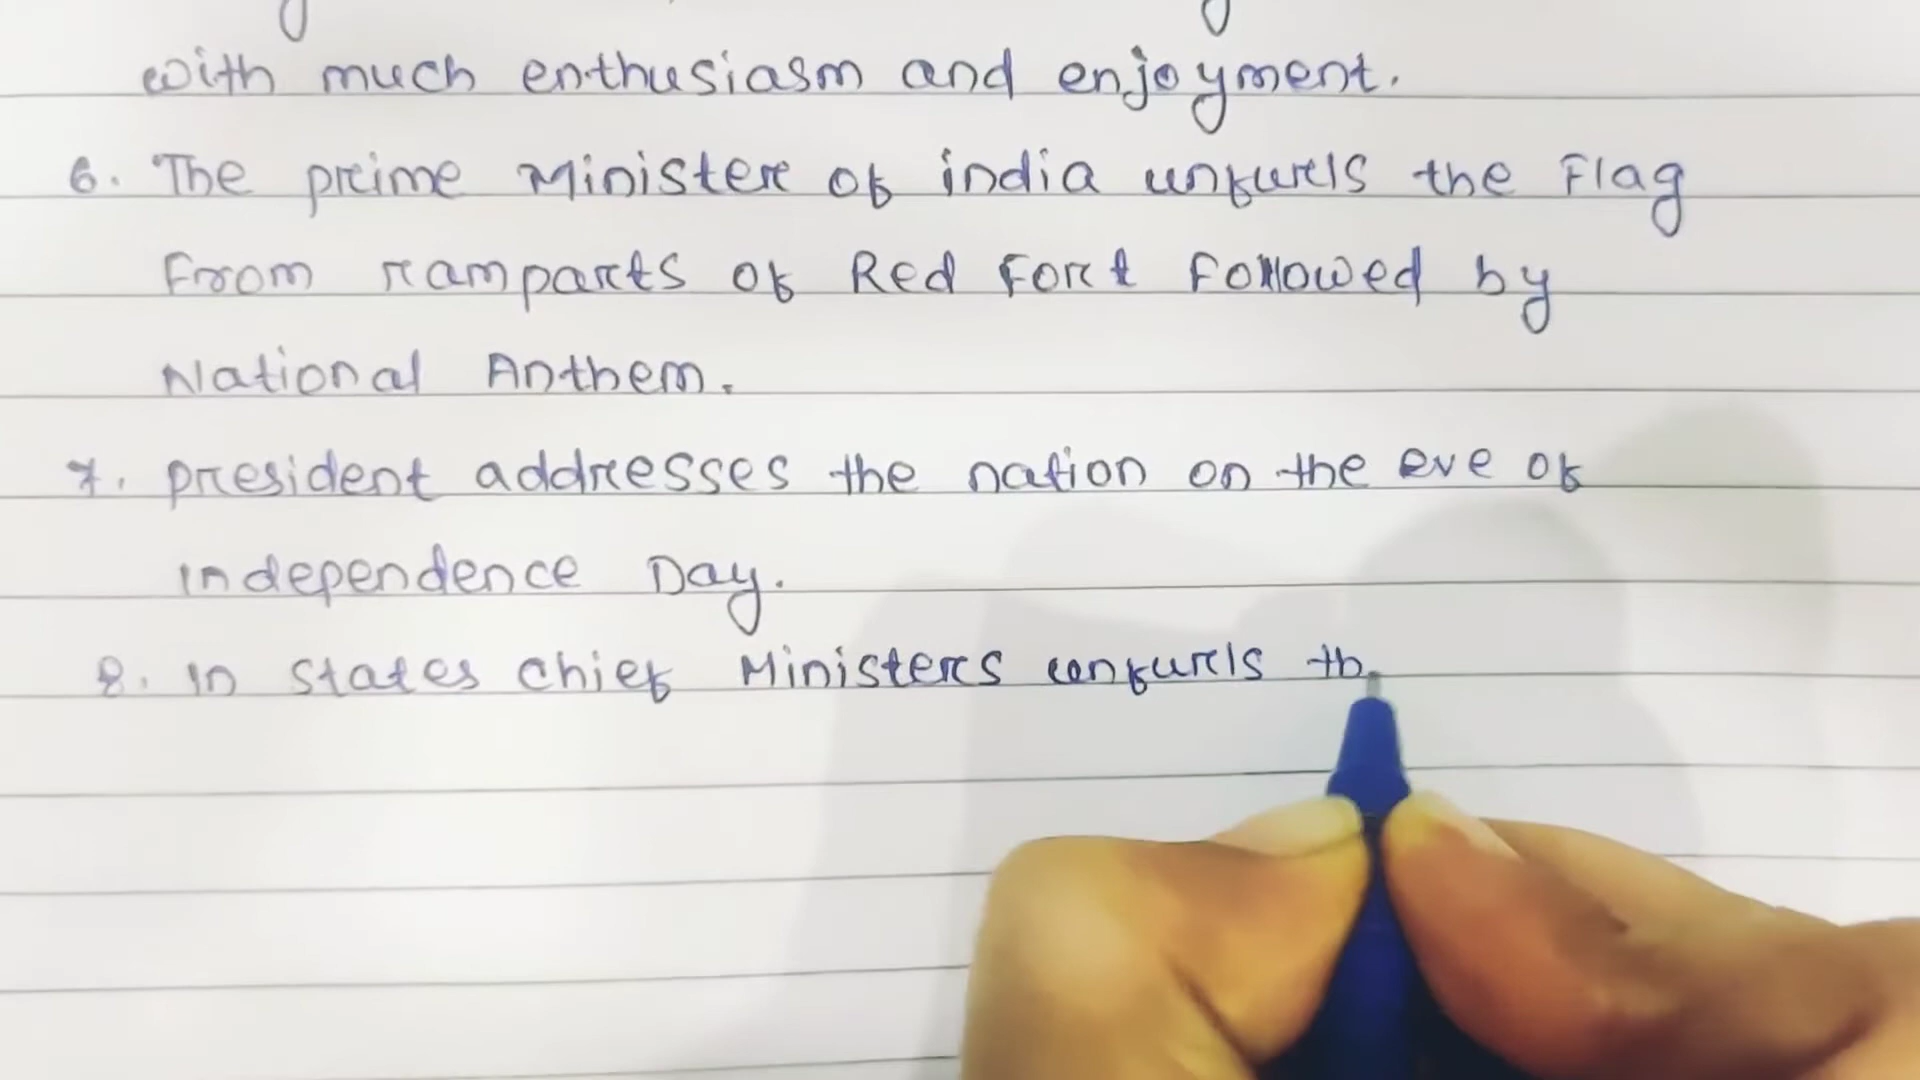 with much enthusiasm and enjoyment.
6. The prime Minister of india unfurls the Flag
From ramparts of Red Fort Followed by
National Anthem.
7. president addresses the nation on the eve of
independence Day.
8. In states chief Ministers unfurls th